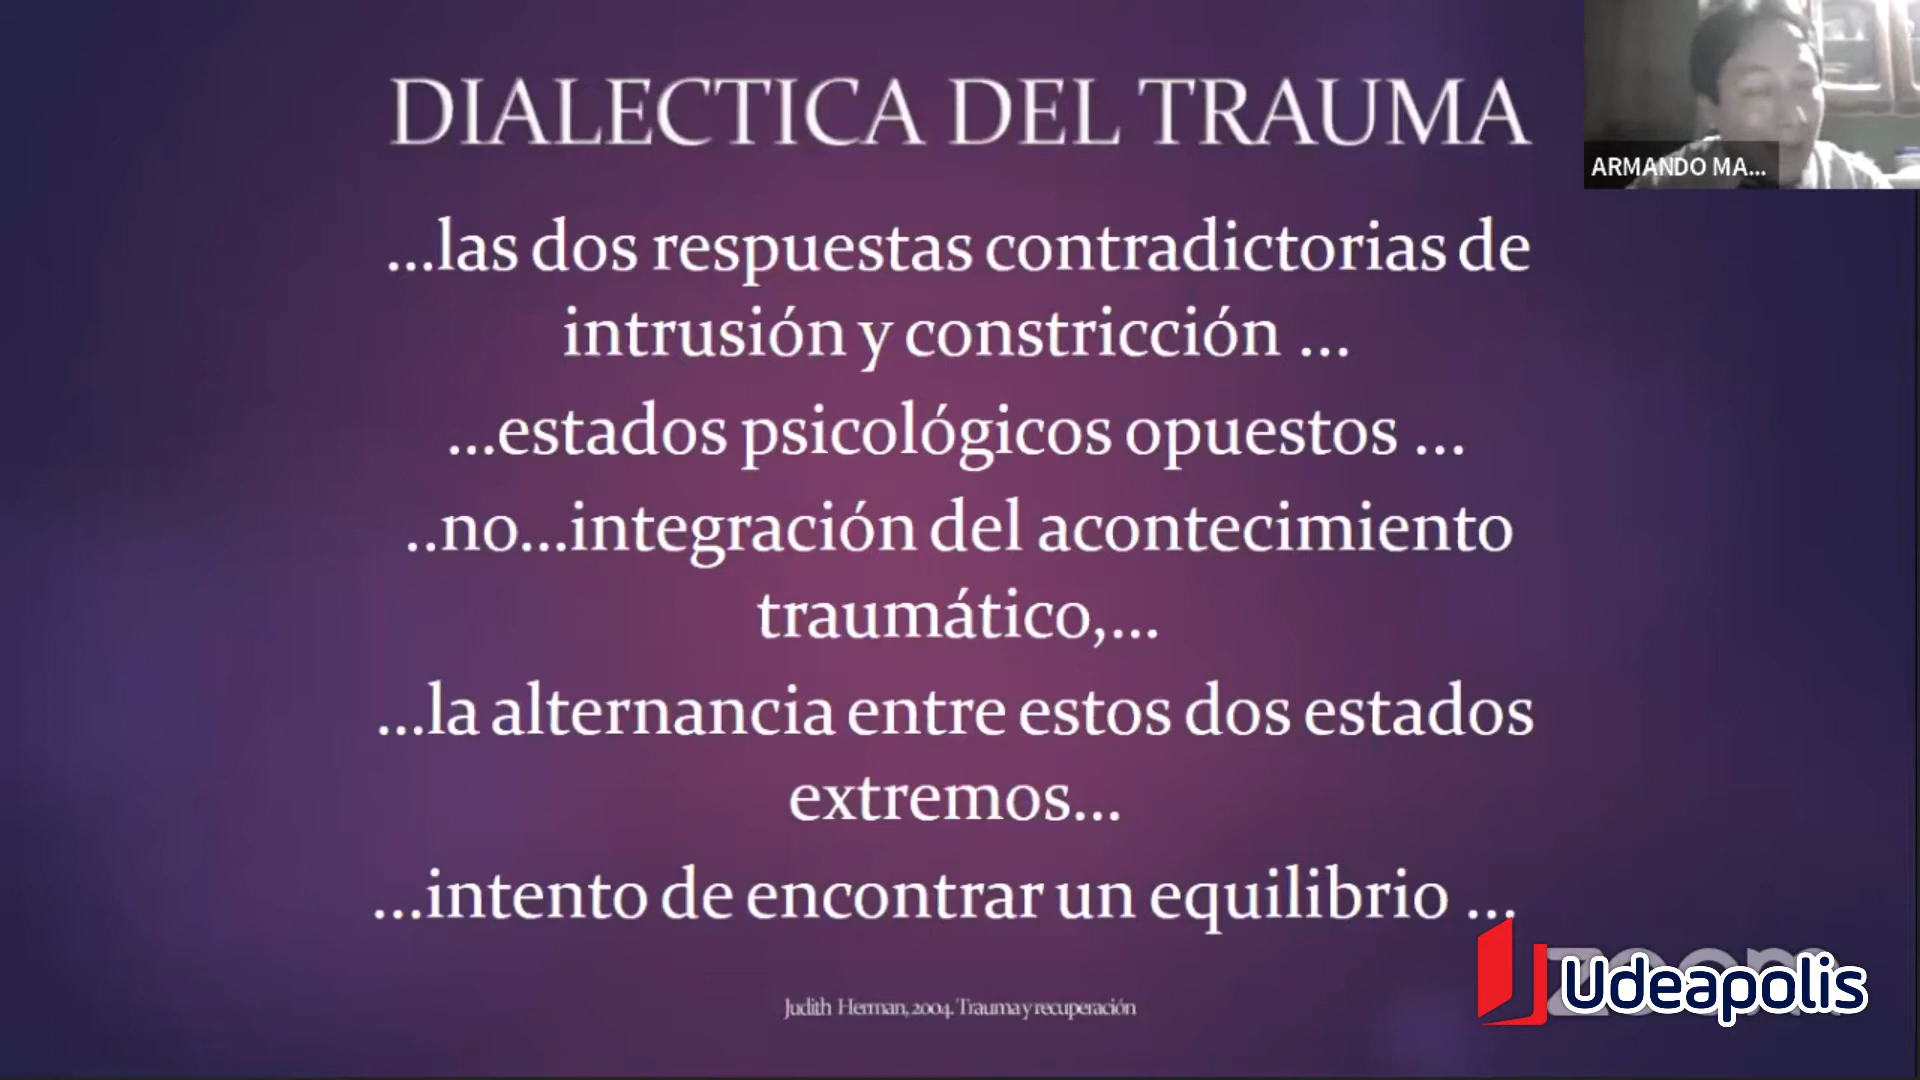 DIALECTICA DEL TRAUMA
ARMANDO MA...
...las dos respuestas contradictorias de
intrusión y constricción ...
...estados psicológicos opuestos ...
..no...integración del acontecimiento
traumático,...
...la alternancia entre estos dos estados
extremos...
...intento de encontrar un equilibrio ...
Judith Herman, 2004. Trauma y recuperación
zoom
Udeapolis